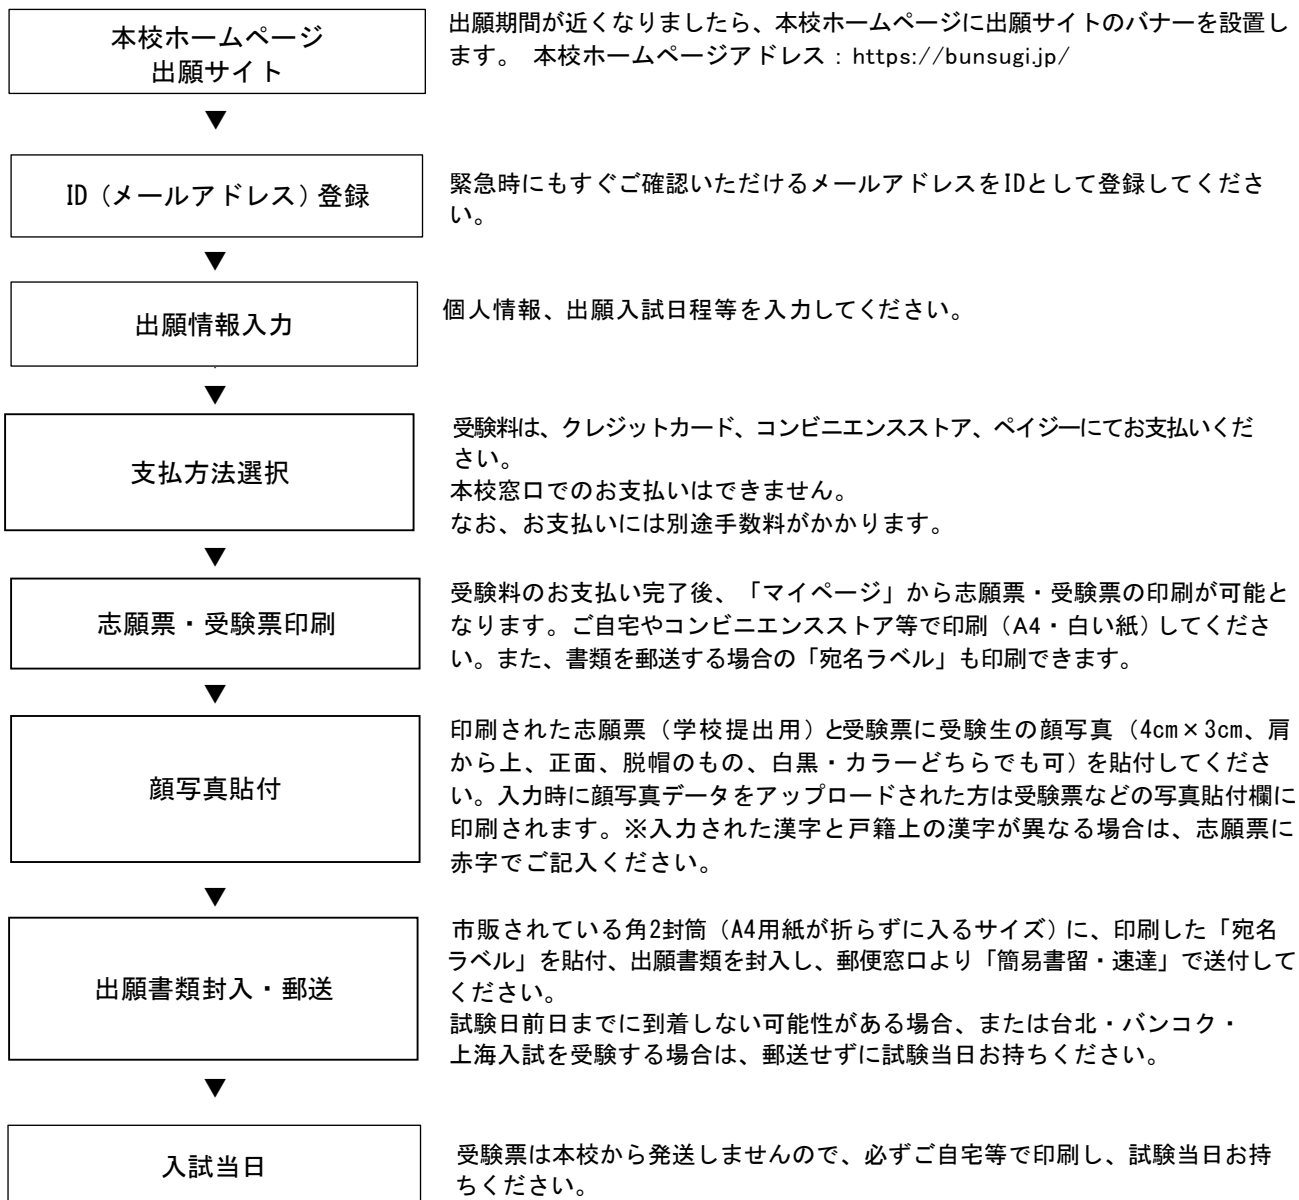 本校ホームページ
出願サイト
出願期間が近くなりましたら、本校ホームページに出願サイトのバナーを設置し
ます。 本校ホームページアドレス：https://bunsugi.jp/
▼
ID（メールアドレス）登録
緊急時にもすぐご確認いただけるメールアドレスをIDとして登録してくださ
い。
▼
出願情報入力
個人情報、出願入試日程等を入力してください。
▼
支払方法選択
受験料は、クレジットカード、コンビニエンスストア、ペイジーにてお支払いくだ
さい。
本校窓口でのお支払いはできません。
なお、お支払いには別途手数料がかかります。
▼
志願票・受験票印刷
受験料のお支払い完了後、「マイページ」から志願票・受験票の印刷が可能と
なります。ご自宅やコンビニエンスストア等で印刷（A4・白い紙）してくださ
い。また、書類を郵送する場合の「宛名ラベル」も印刷できます。
▼
顔写真貼付
印刷された志願票（学校提出用）と受験票に受験生の顔写真（4cm×3cm、肩
から上、正面、脱帽のもの、白黒・カラーどちらでも可）を貼付してくださ
い。入力時に顔写真データをアップロードされた方は受験票などの写真貼付欄に
印刷されます。※入力された漢字と戸籍上の漢字が異なる場合は、志願票に
赤字でご記入ください。
▼
出願書類封入・郵送
市販されている角2封筒（A4用紙が折らずに入るサイズ）に、印刷した「宛名
ラベル」を貼付、出願書類を封入し、郵便窓口より「簡易書留・速達」で送付して
ください。
試験日前日までに到着しない可能性がある場合、または台北・バンコク・
上海入試を受験する場合は、郵送せずに試験当日お持ちください。
▼
入試当日
受験票は本校から発送しませんので、必ずご自宅等で印刷し、試験当日お持
ちください。